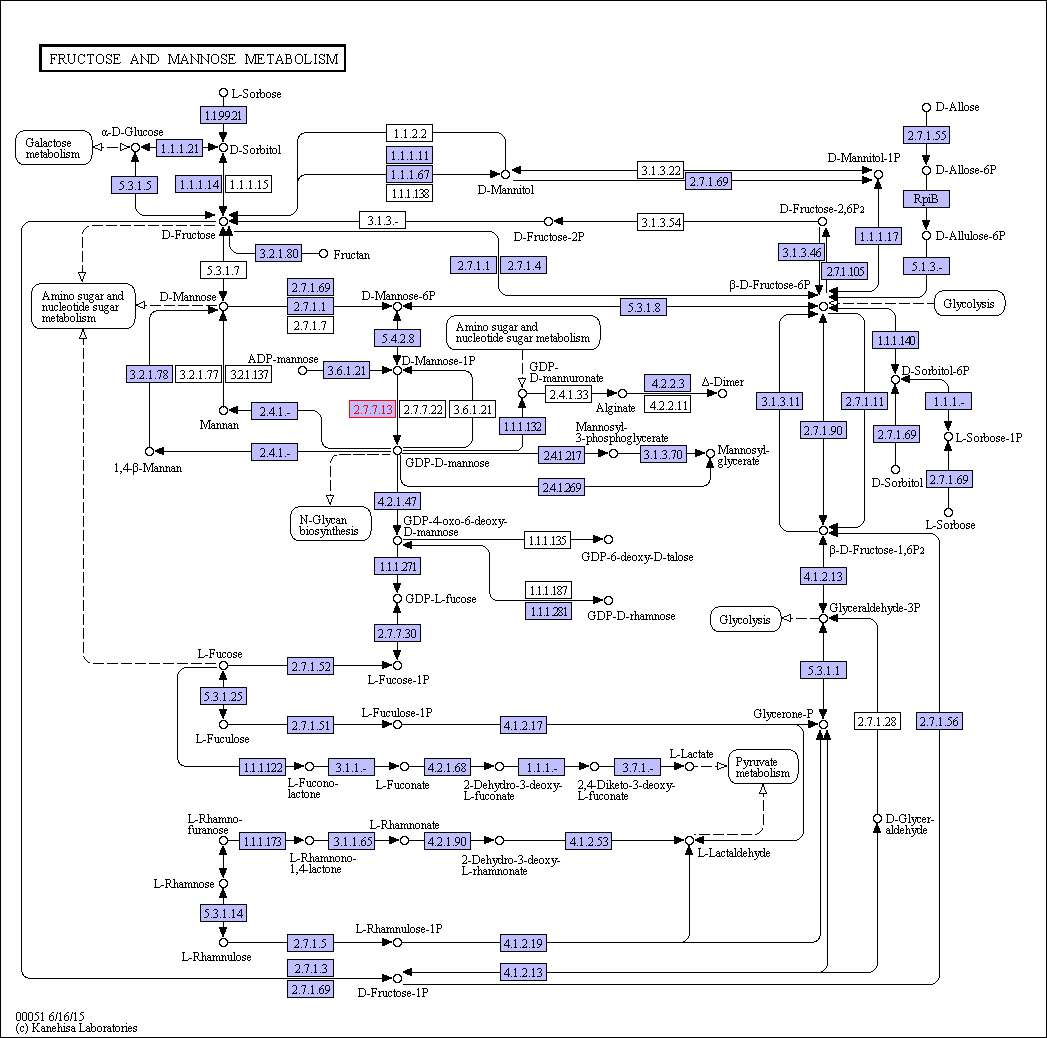 FRUCTOSE AND MANNOSE METABOLISM
L-Sorbose
1.1.99.21
α-D-Glucose
Galactose
metabolism
1.1.1.21
D-Sorbitol
5.3.1.5
1.1.1.14
1.1.1.15
1.1.2.2
1.1.1.11
1.1.1.67
1.1.1.138
D-Mannitol
3.1.3.22
2.7.1.69
D-Mannitol-1P
D-Allose
2.7.1.55
D-Allose-6P
RpiB
D-Allulose-6P
5.1.3.-
D-Fructose
3.1.3.-
D-Fructose-2P
3.1.3.54
D-Fructose-2,6P2
1.1.1.17
3.2.1.80
Fructan
5.3.1.7
2.7.1.1
2.7.1.4
3.1.3.46
2.7.1.105
β-D-Fructose-6P
Glycolysis
Amino sugar and
nucleotide sugar
metabolism
D-Mannose
2.7.1.69
2.7.1.1
2.7.1.7
D-Mannose-6P
5.3.1.8
5.4.2.8
Amino sugar and
nucleotide sugar metabolism
1.1.1.140
D-Sorbitol-6P
ADP-mannose
3.6.1.21
D-Mannose-1P
GDP-
D-mannuronate
3.2.1.78
3.2.1.77
3.2.1.137
2.4.1.33
Alginate
4.2.2.3
4.2.2.11
Δ-Dimer
3.1.3.11
2.7.1.90
2.7.1.11
2.7.1.69
1.1.1.-
L-Sorbose-1P
2.7.1.69
D-Sorbitol
L-Sorbose
Mannan
2.4.1.-
2.7.7.13
2.7.7.22
3.6.1.21
1.1.1.132
1,4-β-Mannan
2.4.1.-
GDP-D-mannose
2.4.1.217
Mannosyl-
3-phosphoglycerate
3.1.3.70
Mannosyl-
glycerate
2.4.1.269
N-Glycan
biosynthesis
4.2.1.47
GDP-4-oxo-6-deoxy-
D-mannose
1.1.1.135
GDP-6-deoxy-D-talose
β-D-Fructose-1,6P2
1.1.1.271
4.1.2.13
GDP-L-fucose
1.1.1.187
1.1.1.281
GDP-D-rhamnose
Glycolysis
Glyceraldehyde-3P
2.7.7.30
L-Fucose
2.7.1.52
L-Fucose-1P
5.3.1.1
5.3.1.25
L-Fuculose
2.7.1.51
L-Fuculose-1P
4.1.2.17
Glycerone-P
2.7.1.28
2.7.1.56
1.1.1.122
L-Fucono-
lactone
3.1.1.-
L-Fuconate
4.2.1.68
2-Dehydro-3-deoxy-
L-fuconate
1.1.1.-
2,4-Diketo-3-deoxy-
L-fuconate
3.7.1.-
L-Lactate
Pyruvate
metabolism
L-Rhamno-
furanose
1.1.1.173
L-Rhamnono-
1,4-lactone
3.1.1.65
L-Rhamnonate
4.2.1.90
2-Dehydro-3-deoxy-
L-rhamnonate
4.1.2.53
L-Lactaldehyde
D-Glycer-
aldehyde
L-Rhamnose
5.3.1.14
L-Rhamnulose
2.7.1.5
L-Rhamnulose-1P
4.1.2.19
2.7.1.3
2.7.1.69
D-Fructose-1P
4.1.2.13
00051 6/16/15
(c) Kanehisa Laboratories